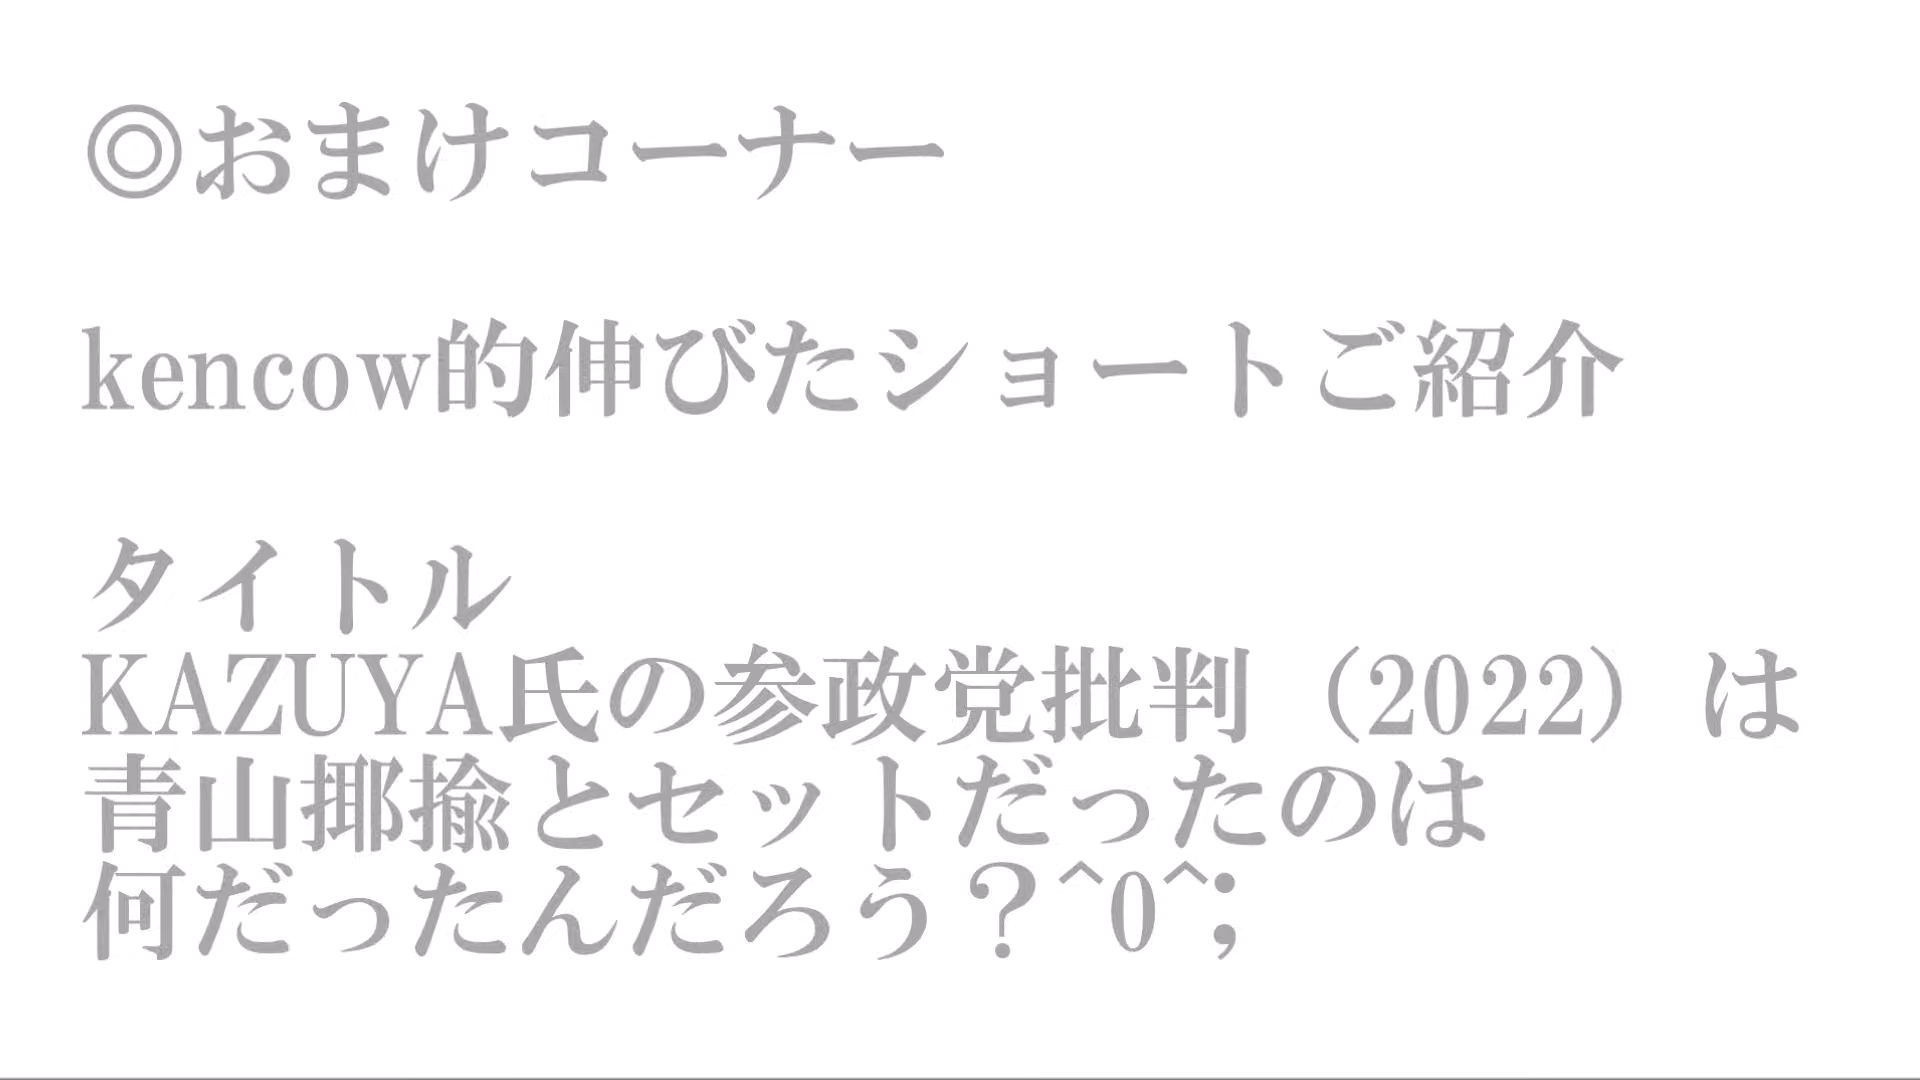 ◎おまけコーナー
kencow的伸びたショートご紹介
タイトル
KAZUYA氏の参政党批判（2022）は
青山揶揄とセットだったのは
何だったんだろう？^0^;